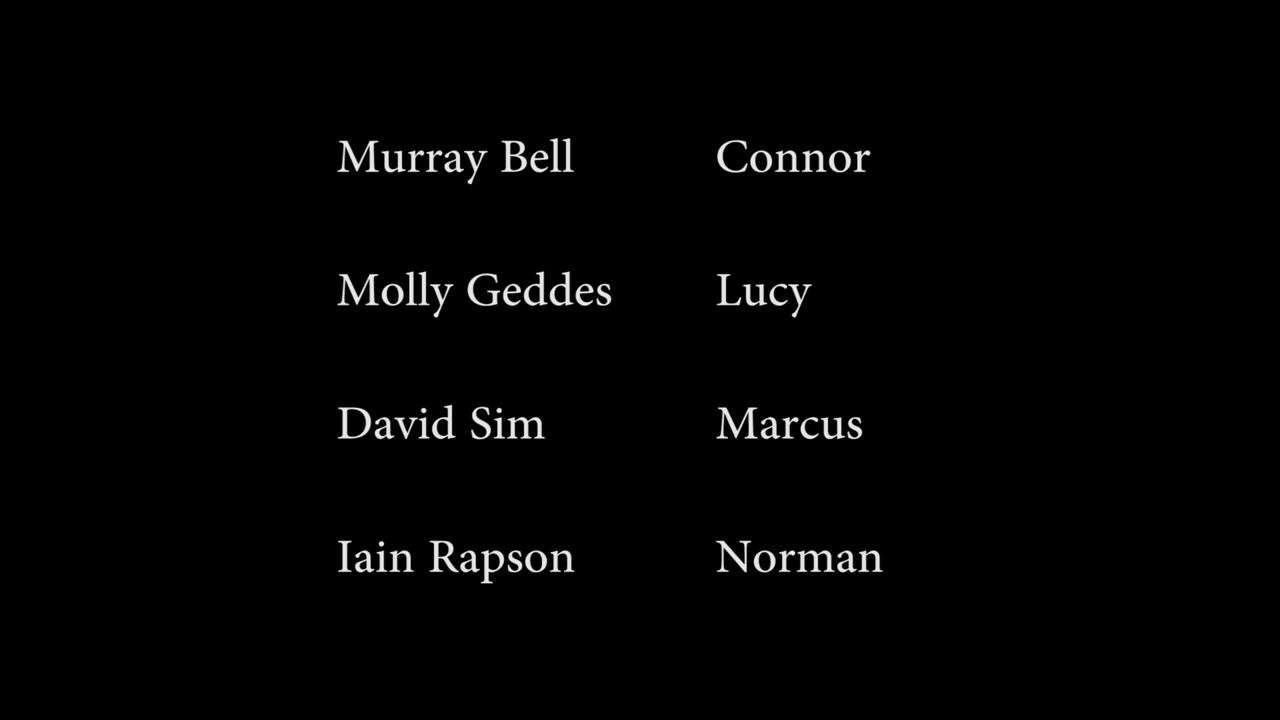 Murray Bell Connor
Molly Geddes Lucy
David Sim Marcus
Iain Rapson Norman